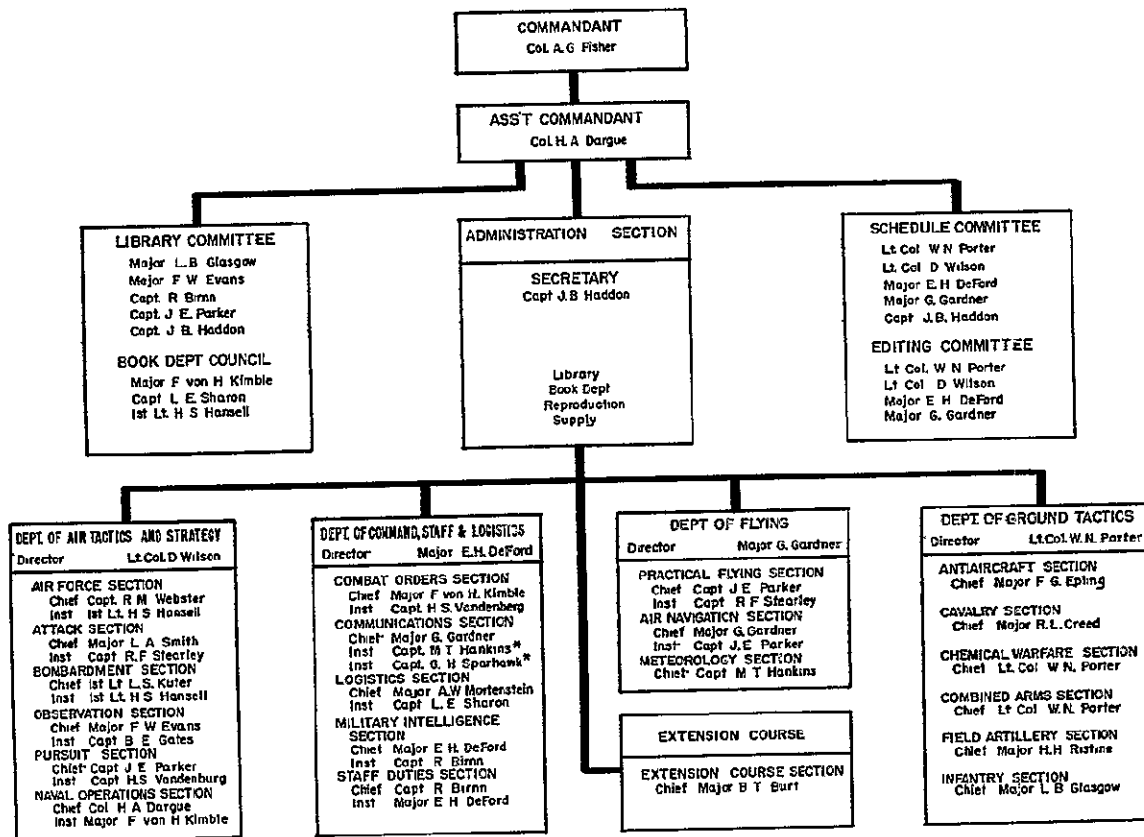 COMMANDANT
Col. A. G Fisher
ASS'T COMMANDANT
Col. H. A Dargue
LIBRARY COMMITTEE
Major L. B Glasgow
Major F W Evans
Capt. R Birnn
Capt. J E. Parker
Capt. J B. Haddon
BOOK DEPT COUNCIL
Major F von H Kimble
Capt L E Sharon
1st Lt. H S Hansell
ADMINISTRATION SECTION
SECRETARY
Capt J. B Haddon
Library
Book Dept
Reproduction
Supply
SCHEDULE COMMITTEE
Lt Col W N Porter
Lt. Col D Wilson
Major E. H DeFord
Major G. Gardner
Capt J.B. Haddon
EDITING COMMITTEE
Lt Col. W N Porter
Lt Col D Wilson
Major E H DeFord
Major G. Gardner
DEPT. OF AIR TACTICS AND STRATEGY
Director Lt. Col. D Wilson
AIR FORCE SECTION
Chief Capt. R M Webster
Inst 1st Lt. H S Hansell
ATTACK SECTION
Chief Major L A Smith
Inst Capt R.F Stearley
BONBARDMENT SECTION
Chief 1st Lt L.S. Kuter
Inst 1st Lt. H S Hansell
OBSERVATION SECTION
Chief Major F W Evans
Inst Capt B E Gates
PURSUIT SECTION
Chief Capt J E Parker
Inst Capt H.S Vandenburg
NAVAL OPERATIONS SECTION
Chief Col H A Dargue
Inst Major F von H Kimble
DEPT. OF COMMAND, STAFF & LOGISTICS
Director Major E.H. DeFord
COMBAT ORDERS SECTION
Chief Major F von H. Kimble
Inst Capt. H S. Vandenberg
COMMUNICATIONS SECTION
Chief Major G. Gardner
Inst Capt. M T Hankins*
Inst Capt. G. H Sparhawk*
LOGISTICS SECTION
Chief Major A.W Mortenstein
Inst Capt L. E Sharon
MILITARY INTELLIGENCE
SECTION
Chief Major E H. DeFord
Inst Capt R Birnn
STAFF DUTIES SECTION
Chief Capt R Birnn
Inst Major E H DeFord
DEPT OF FLYING
Director Major G. Gardner
PRACTICAL FLYING SECTION
Chief Capt J E Parker
Inst Capt R F Stearley
AIR NAVIGATION SECTION
Chief Major G. Gardner
Inst Capt J.E. Parker
METEOROLOGY SECTION
Chief Capt M T Hankins
EXTENSION COURSE
EXTENSION COURSE SECTION
Chief Major B T Burt
DEPT. OF GROUND TACTICS
Director Lt. Col. W. N. Porter
ANTIAIRCRAFT SECTION
Chief Major F G. Epling
CAVALRY SECTION
Chief Major R. L. Creed
CHEMICAL WARFARE SECTION
Chief Lt. Col W N. Porter
COMBINED ARMS SECTION
Chief Lt Col W.N. Porter
FIELD ARTILLERY SECTION
Chief Major H.H Ristine
INFANTRY SECTION
Chief Major L B Glasgow